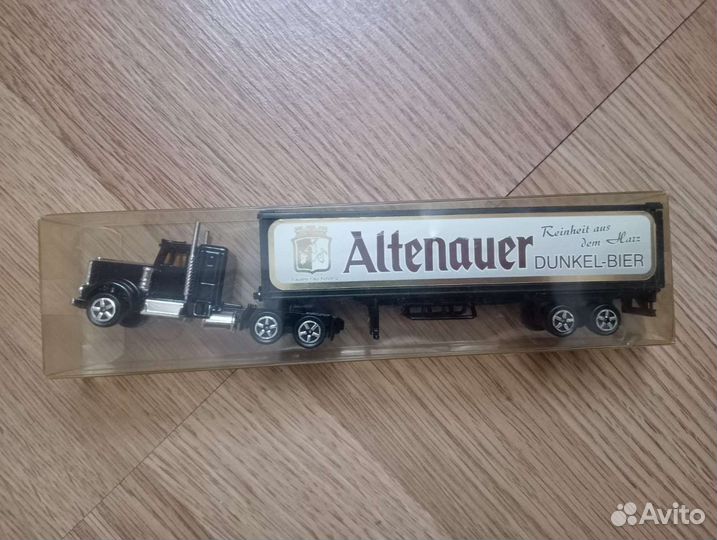 Altenauer
Reinheit aus
dem Harz
DUNKEL-BIER
Avito